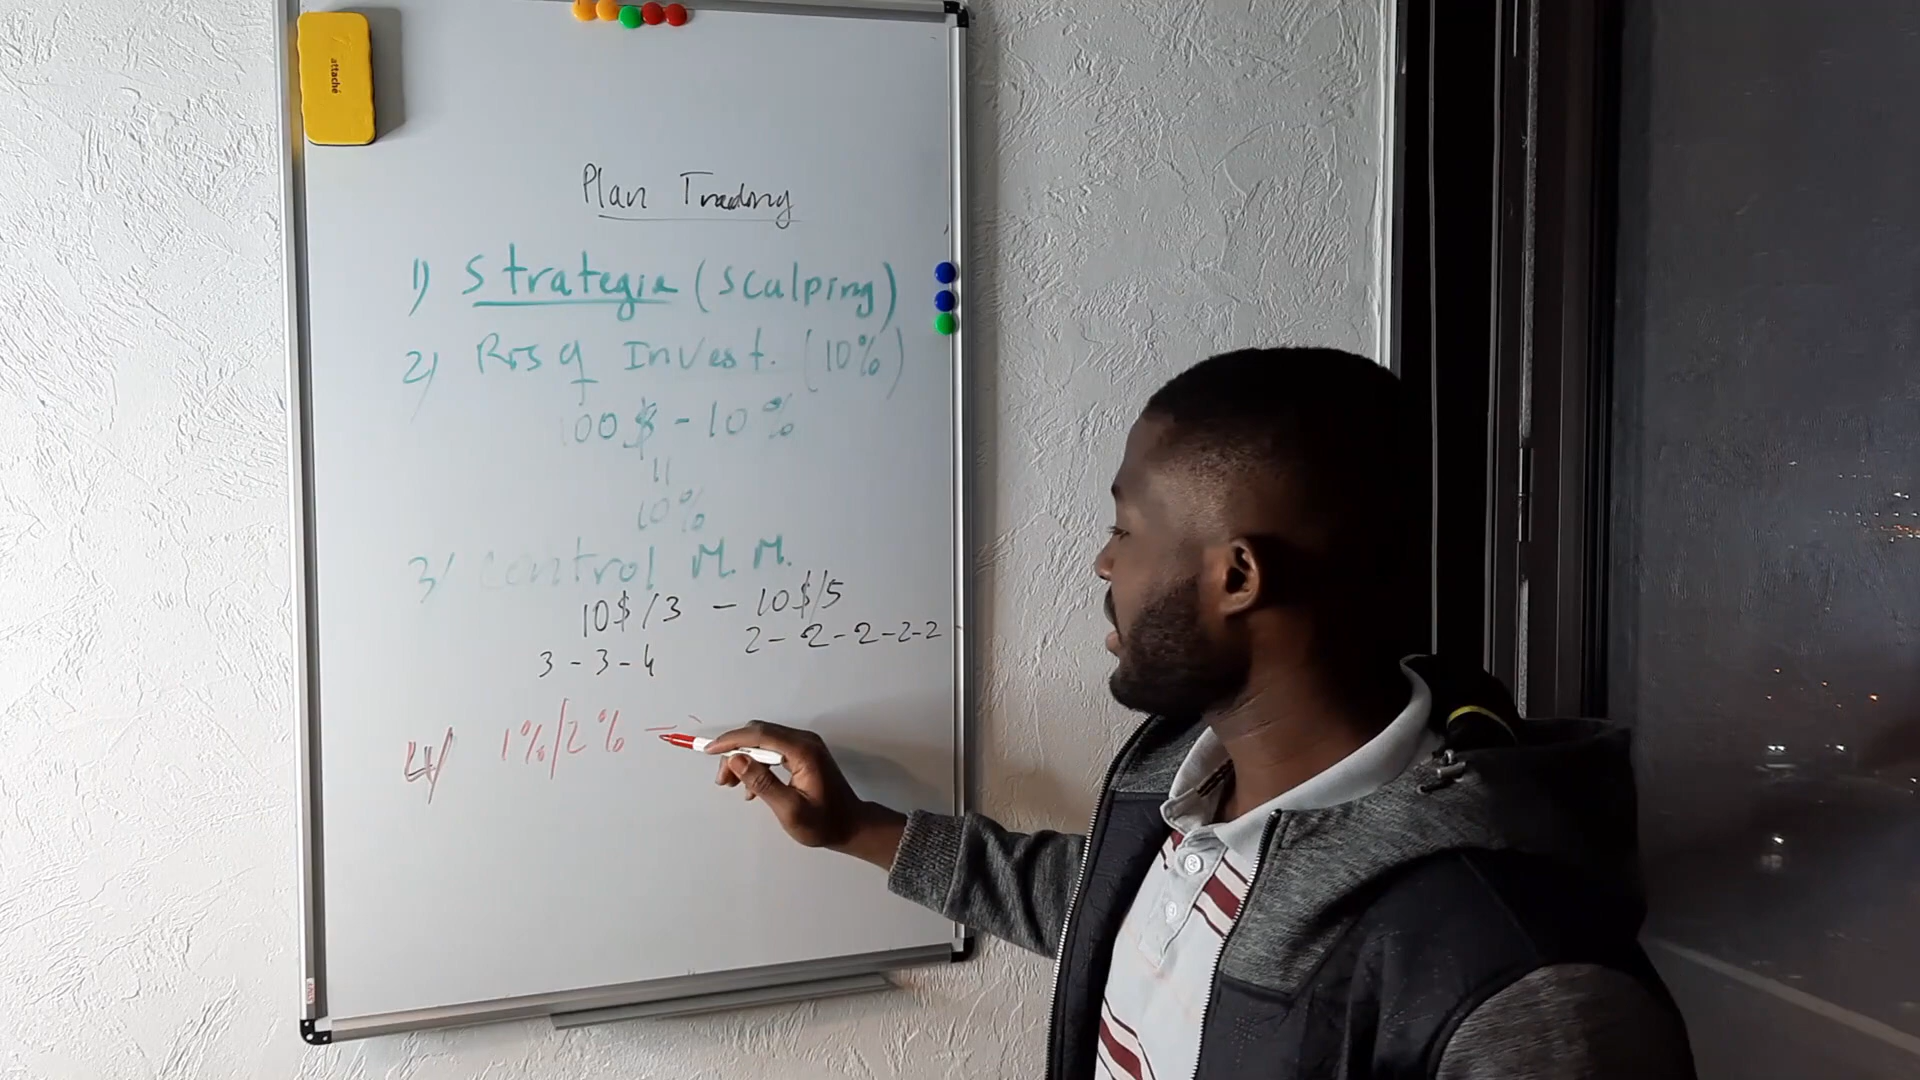 attaché
Plan Trading
1) Strategie (scalping)
2) Risq Invest. (10%)
100$ - 10%
=
10%
3/ Control M.M.
10$/3 - 10$/5
3-3-4 2-2-2-2-2
4/ 1%/2% →